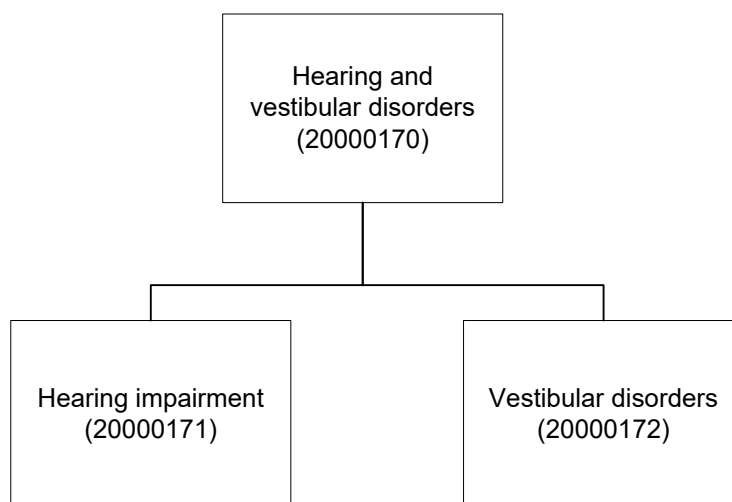 Hearing and
vestibular disorders
(20000170)
Hearing impairment
(20000171)
Vestibular disorders
(20000172)